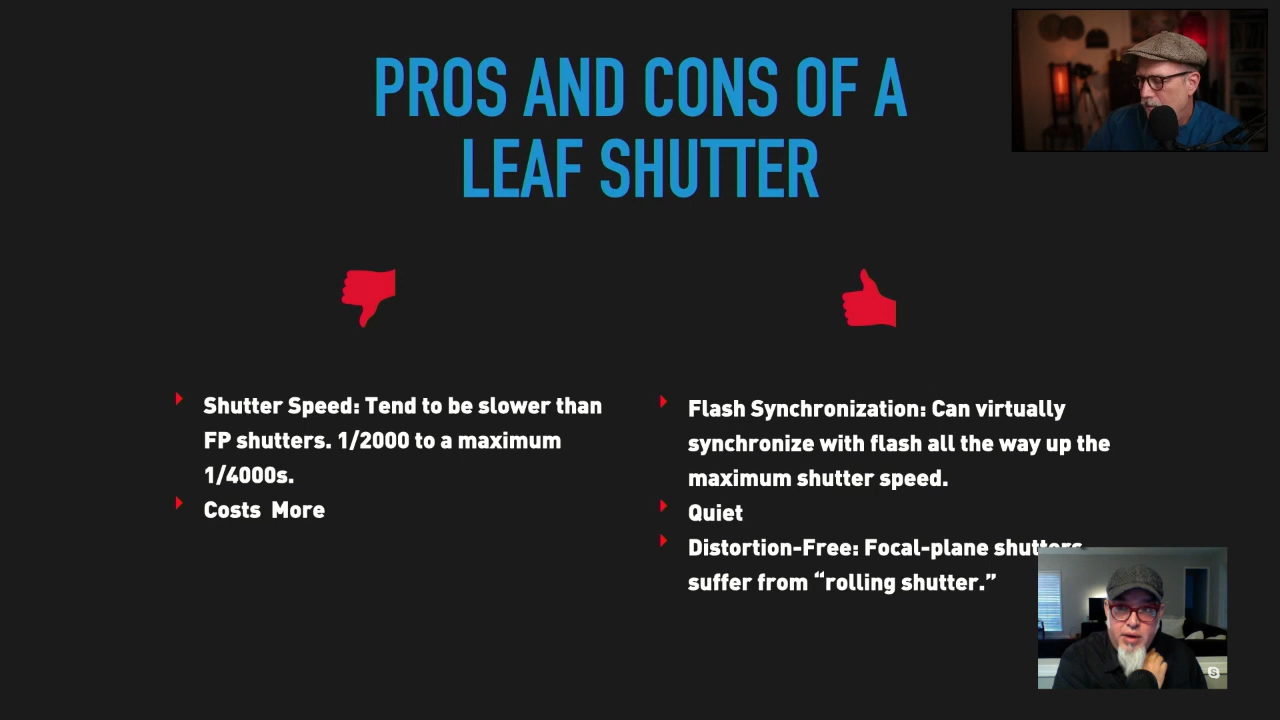 PROS AND CONS OF A
LEAF SHUTTER
Shutter Speed: Tend to be slower than
FP shutters. 1/2000 to a maximum
1/4000s.
Costs More
Flash Synchronization: Can virtually
synchronize with flash all the way up the
maximum shutter speed.
Quiet
Distortion-Free: Focal-plane shutters
suffer from “rolling shutter.”